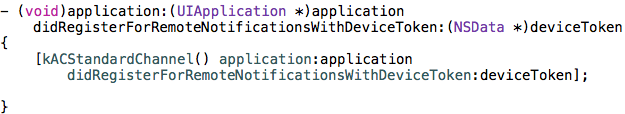 - (void)application:(UIApplication *)application
didRegisterForRemoteNotificationsWithDeviceToken:(NSData *)deviceToken
{
[kACStandardChannel() application:application
didRegisterForRemoteNotificationsWithDeviceToken:deviceToken];
}